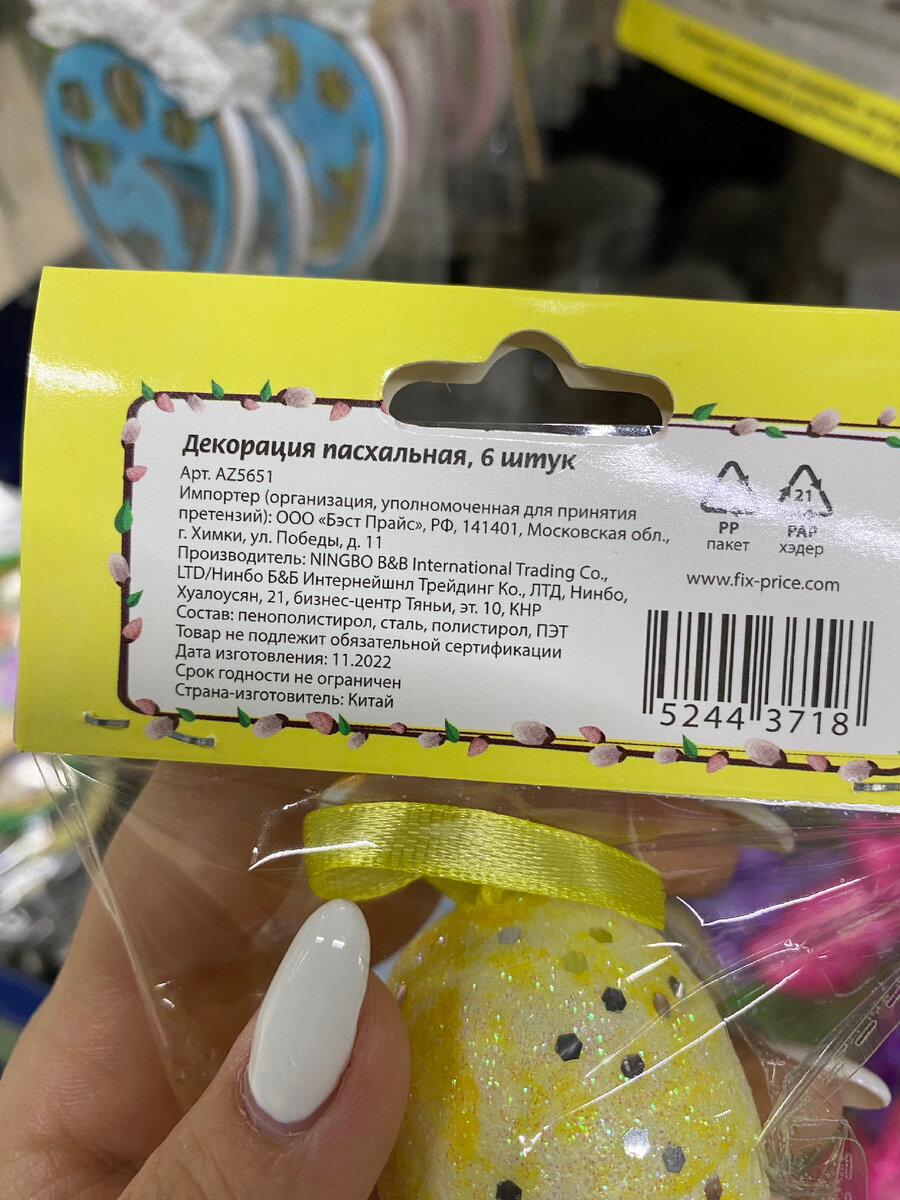 Декорация пасхальная, 6 штук
Арт. AZ5651
Импортер (организация, уполномоченная для принятия
претензий): ООО «Бэст Прайс», РФ, 141401, Московская обл.,
г. Химки, ул. Победы, д. 11
Производитель: NINGBO B&B International Trading Co.,
LTD/Нинбо Б&Б Интернейшнл Трейдинг Ко., ЛТД, Нинбо,
Хуалоусян, 21, бизнес-центр Тяньи, эт. 10, КНР
Состав: пенополистирол, сталь, полистирол, ПЭТ
Товар не подлежит обязательной сертификации
Дата изготовления: 11.2022
Срок годности не ограничен
Страна-изготовитель: Китай
PP
пакет
21
PAP
хэдер
www.fix-price.com
5244 3718